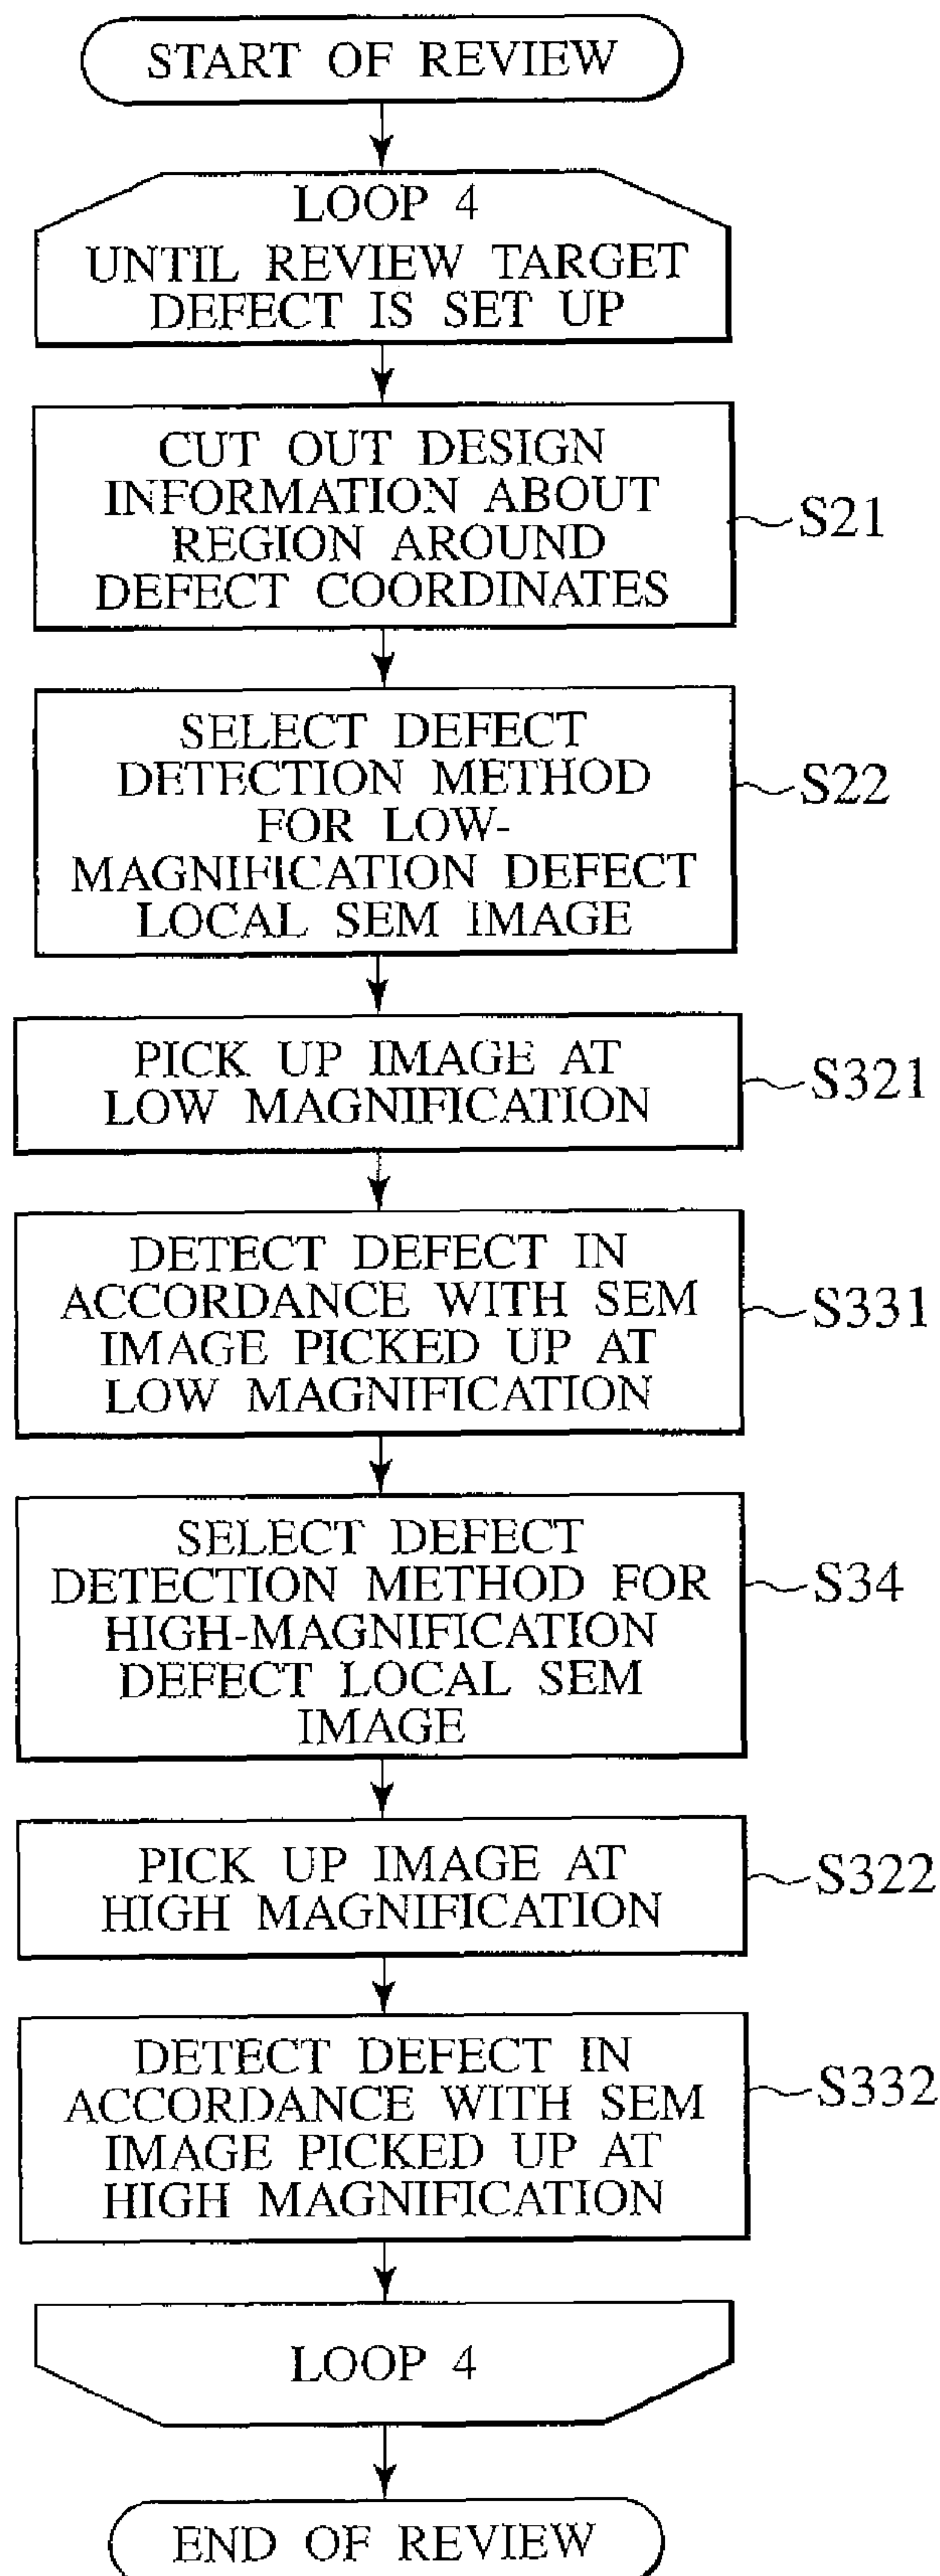 START OF REVIEW
LOOP 4
UNTIL REVIEW TARGET
DEFECT IS SET UP
CUT OUT DESIGN
INFORMATION ABOUT
REGION AROUND
DEFECT COORDINATES
S21
SELECT DEFECT
DETECTION METHOD
FOR LOW-
MAGNIFICATION DEFECT
LOCAL SEM IMAGE
S22
PICK UP IMAGE AT
LOW MAGNIFICATION
S321
DETECT DEFECT IN
ACCORDANCE WITH SEM
IMAGE PICKED UP AT
LOW MAGNIFICATION
S331
SELECT DEFECT
DETECTION METHOD FOR
HIGH-MAGNIFICATION
DEFECT LOCAL SEM
IMAGE
S34
PICK UP IMAGE AT
HIGH MAGNIFICATION
S322
DETECT DEFECT IN
ACCORDANCE WITH SEM
IMAGE PICKED UP AT
HIGH MAGNIFICATION
S332
LOOP 4
END OF REVIEW